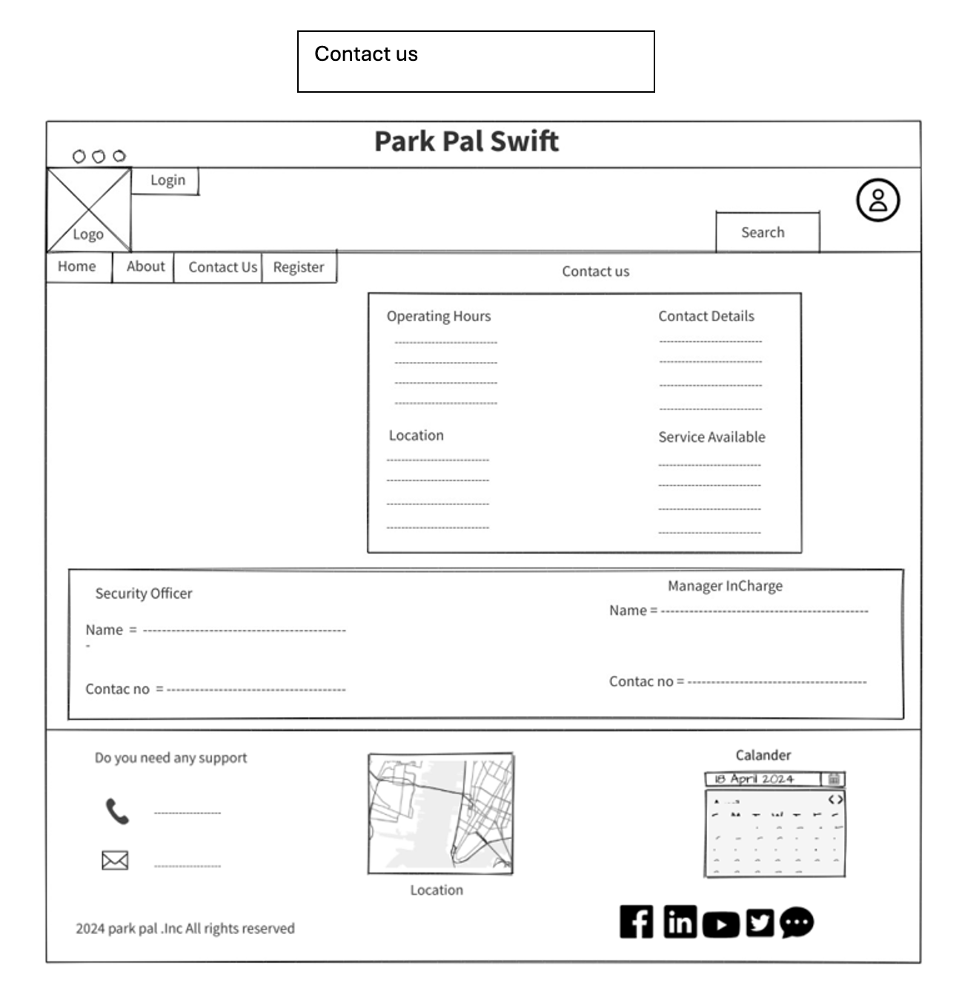 Contact us
Park Pal Swift
Login
Logo
Search
Home About Contact Us Register
Contact us
Operating Hours
Contact Details
Location
Service Available
Security Officer
Name =
-
Contac no =
Manager InCharge
Name =
Contac no =
Do you need any support
Location
Calander
18 April 2024
2024 park pal .Inc All rights reserved